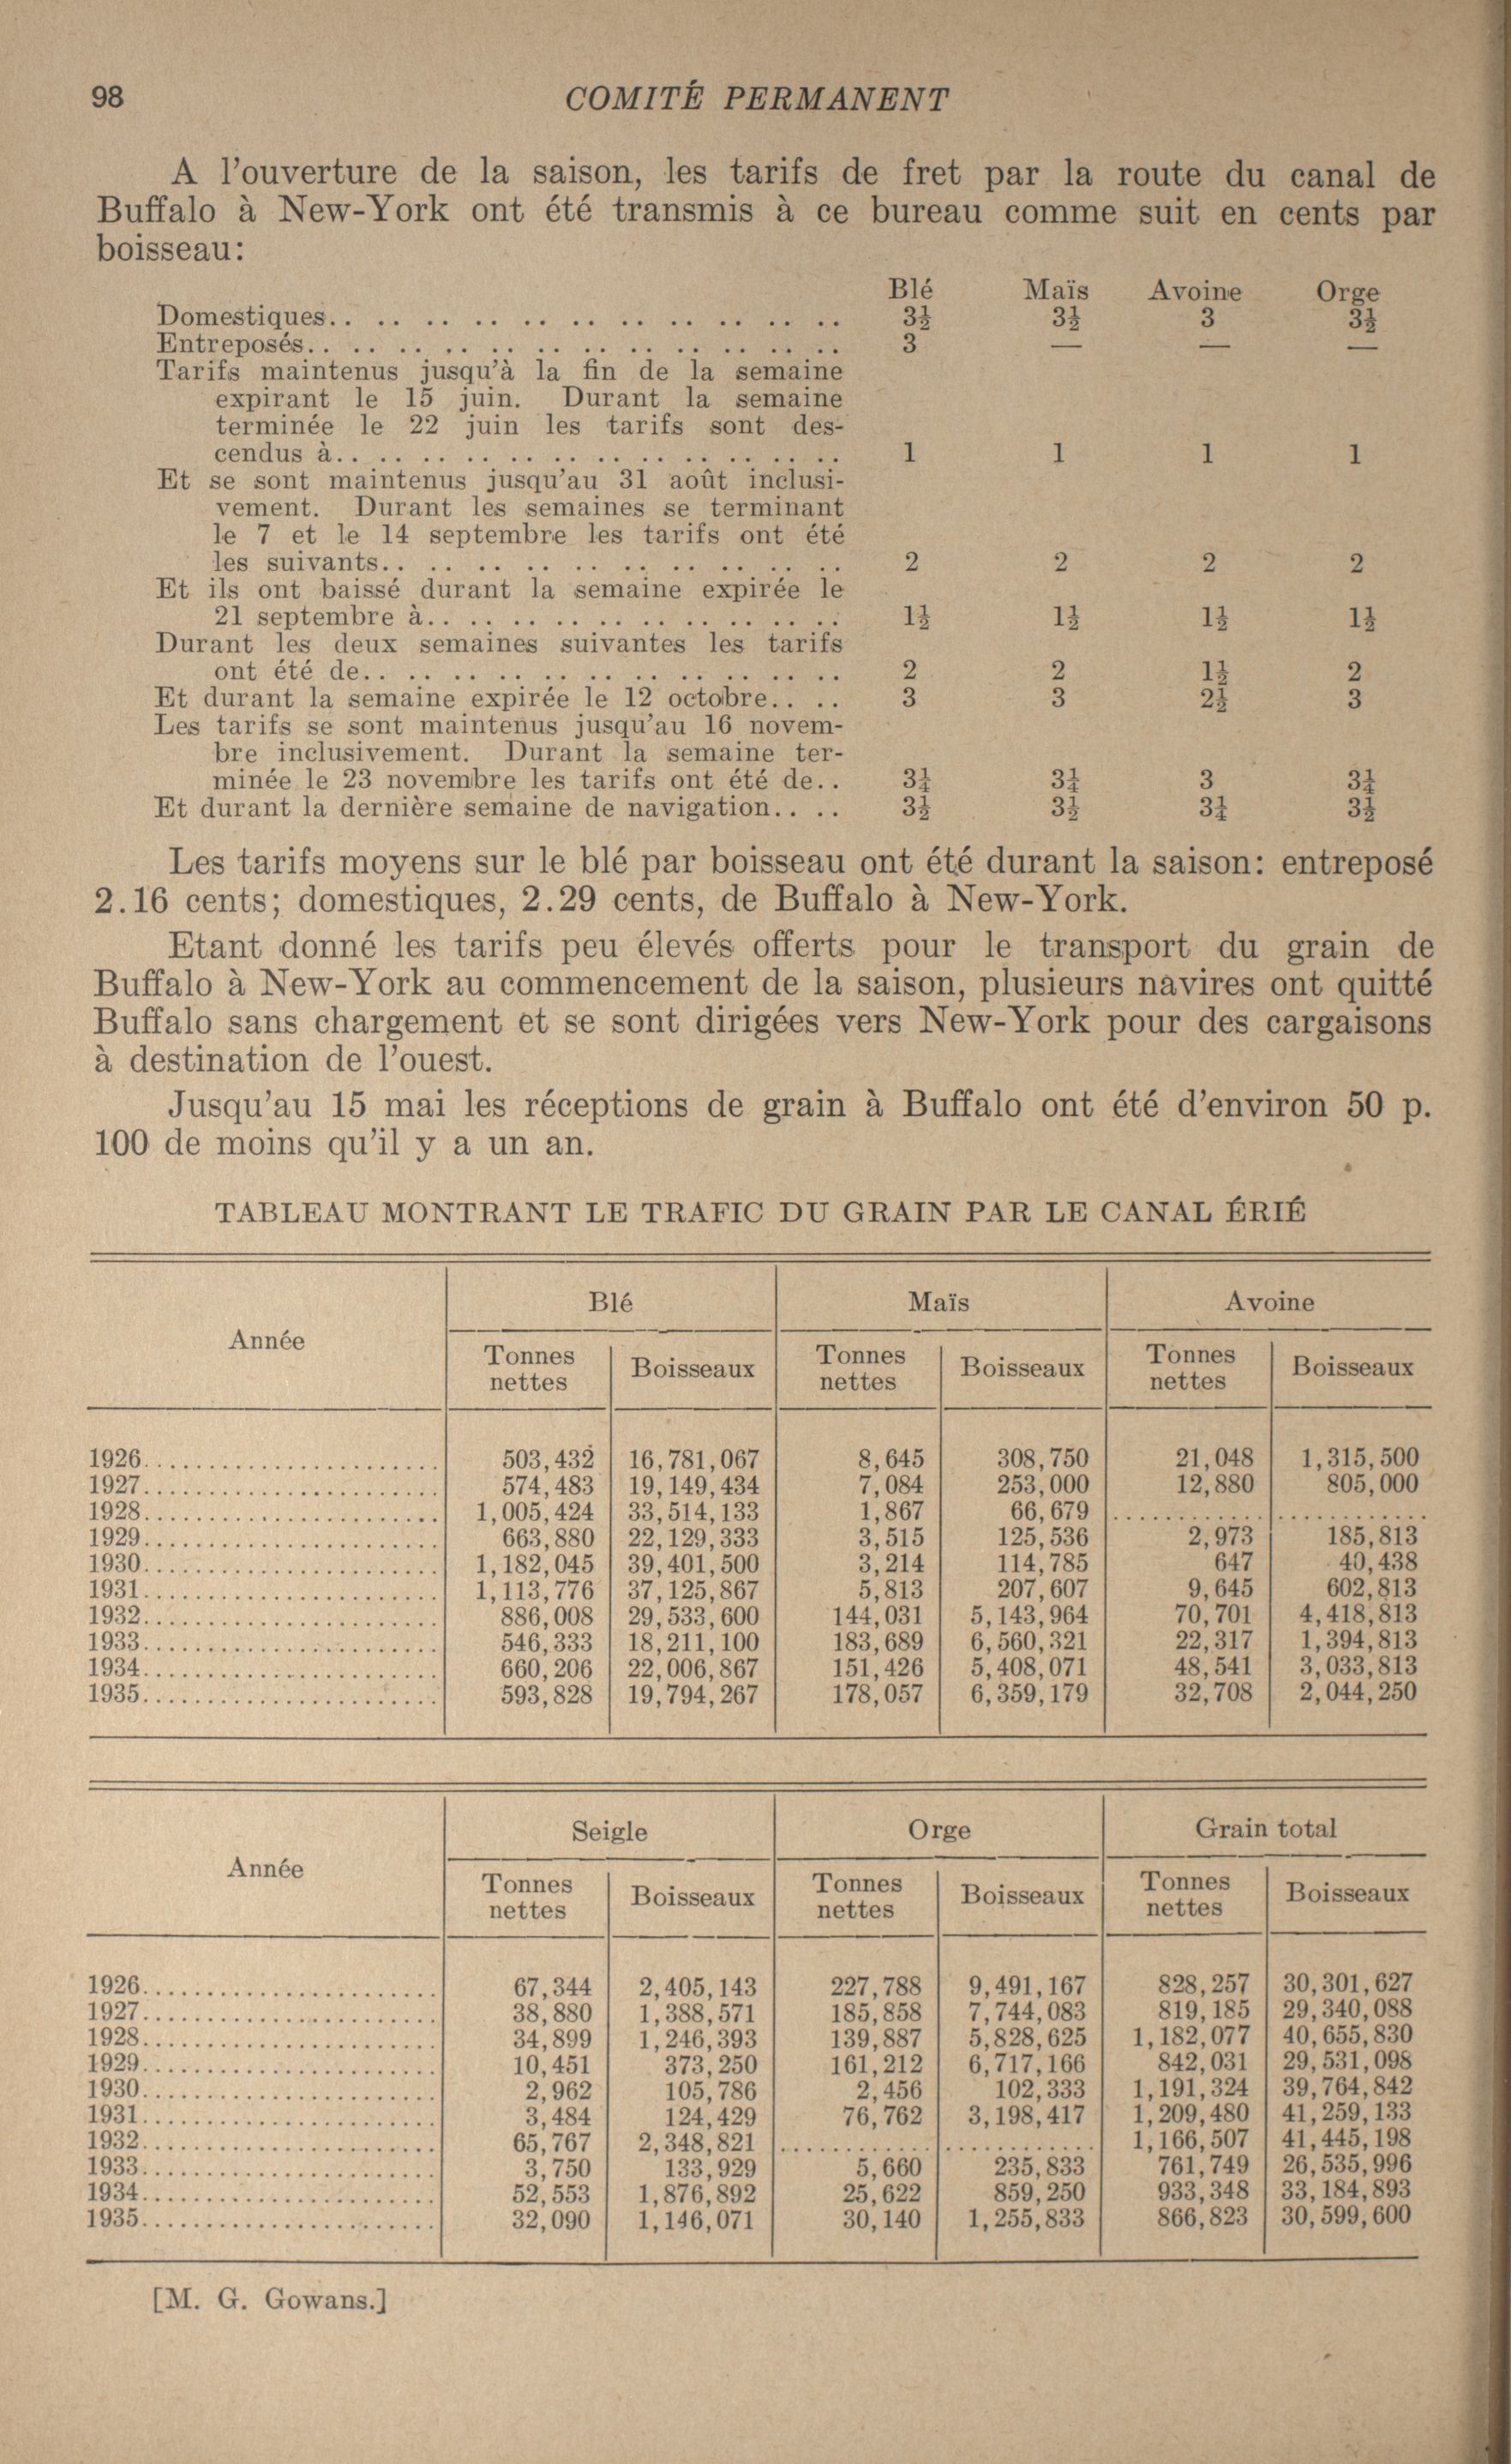 98 COMITÉ PERMANENT
A l'ouverture de la saison, les tarifs de fret par la route du canal de
Buffalo à New-York ont été transmis à ce bureau comme suit en cents par
boisseau:
Blé Maïs Avoine Orge
Domestiques.. .. .. .. .. .. .. .. .. .. .. 3½ 3½ 3 3½
Entreposés.. .. .. .. .. .. .. .. .. .. .. .. 3 — — —
Tarifs maintenus jusqu'à la fin de la semaine
expirant le 15 juin. Durant la semaine
terminée le 22 juin les tarifs sont des-
cendus à.. .. .. .. .. .. .. .. .. .. .. 1 1 1 1
Et se sont maintenus jusqu'au 31 août inclusi-
vement. Durant les semaines se terminant
le 7 et le 14 septembre les tarifs ont été
les suivants.. .. .. .. .. .. .. .. .. .. 2 2 2 2
Et ils ont baissé durant la semaine expirée le
21 septembre à.. .. .. .. .. .. .. .. .. 1½ 1½ 1½ 1½
Durant les deux semaines suivantes les tarifs
ont été de.. .. .. .. .. .. .. .. .. .. .. 2 2 1½ 2
Et durant la semaine expirée le 12 octobre.. .. 3 3 2½ 3
Les tarifs se sont maintenus jusqu'au 16 novem-
bre inclusivement. Durant la semaine ter-
minée le 23 novembre les tarifs ont été de.. 3¼ 3¼ 3 3¼
Et durant la dernière semaine de navigation.. .. 3½ 3½ 3¼ 3½
Les tarifs moyens sur le blé par boisseau ont été durant la saison: entreposé
2.16 cents; domestiques, 2.29 cents, de Buffalo à New-York.
Etant donné les tarifs peu élevés offerts pour le transport du grain de
Buffalo à New-York au commencement de la saison, plusieurs navires ont quitté
Buffalo sans chargement et se sont dirigées vers New-York pour des cargaisons
à destination de l'ouest.
Jusqu'au 15 mai les réceptions de grain à Buffalo ont été d'environ 50 p.
100 de moins qu'il y a un an.
TABLEAU MONTRANT LE TRAFIC DU GRAIN PAR LE CANAL ÉRIÉ
Année Blé Maïs Avoine
Tonnes nettes Boisseaux Tonnes nettes Boisseaux Tonnes nettes Boisseaux
1926........................ 503,432 16,781,067 8,645 308,750 21,048 1,315,500
1927........................ 574,483 19,149,434 7,084 253,000 12,880 805,000
1928........................ 1,005,424 33,514,133 1,867 66,679 ............ ............
1929........................ 663,880 22,129,333 3,515 125,536 2,973 185,813
1930........................ 1,182,045 39,401,500 3,214 114,785 647 40,438
1931........................ 1,113,776 37,125,867 5,813 207,607 9,645 602,813
1932........................ 886,008 29,533,600 144,031 5,143,964 70,701 4,418,813
1933........................ 546,333 18,211,100 183,689 6,560,321 22,317 1,394,813
1934........................ 660,206 22,006,867 151,426 5,408,071 48,541 3,033,813
1935........................ 593,828 19,794,267 178,057 6,359,179 32,708 2,044,250
Année Seigle Orge Grain total
Tonnes nettes Boisseaux Tonnes nettes Boisseaux Tonnes nettes Boisseaux
1926........................ 67,344 2,405,143 227,788 9,491,167 828,257 30,301,627
1927........................ 38,880 1,388,571 185,858 7,744,083 819,185 29,340,088
1928........................ 34,899 1,246,393 139,887 5,828,625 1,182,077 40,655,830
1929........................ 10,451 373,250 161,212 6,717,166 842,031 29,531,098
1930........................ 2,962 105,786 2,456 102,333 1,191,324 39,764,842
1931........................ 3,484 124,429 76,762 3,198,417 1,209,480 41,259,133
1932........................ 65,767 2,348,821 ............ ............ 1,166,507 41,445,198
1933........................ 3,750 133,929 5,660 235,833 761,749 26,535,996
1934........................ 52,553 1,876,892 25,622 859,250 933,348 33,184,893
1935........................ 32,090 1,146,071 30,140 1,255,833 866,823 30,599,600
[M. G. Gowans.]